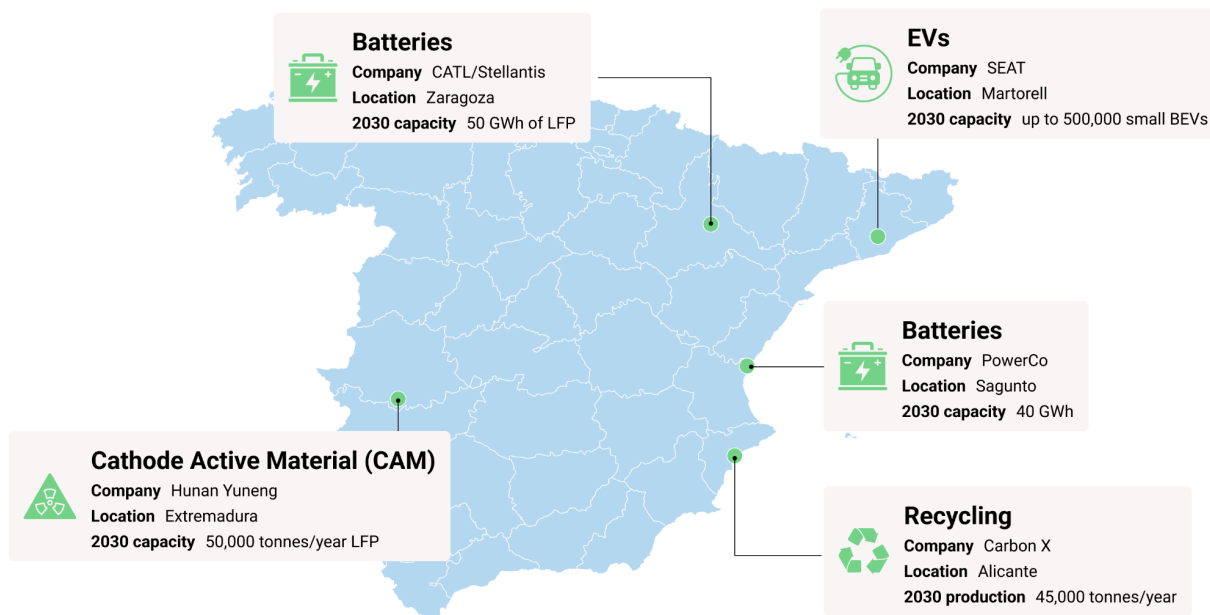 Batteries
Company CATL/Stellantis
Location Zaragoza
2030 capacity 50 GWh of LFP
EVs
Company SEAT
Location Martorell
2030 capacity up to 500,000 small BEVs
Batteries
Company PowerCo
Location Sagunto
2030 capacity 40 GWh
Cathode Active Material (CAM)
Company Hunan Yuneng
Location Extremadura
2030 capacity 50,000 tonnes/year LFP
Recycling
Company Carbon X
Location Alicante
2030 production 45,000 tonnes/year